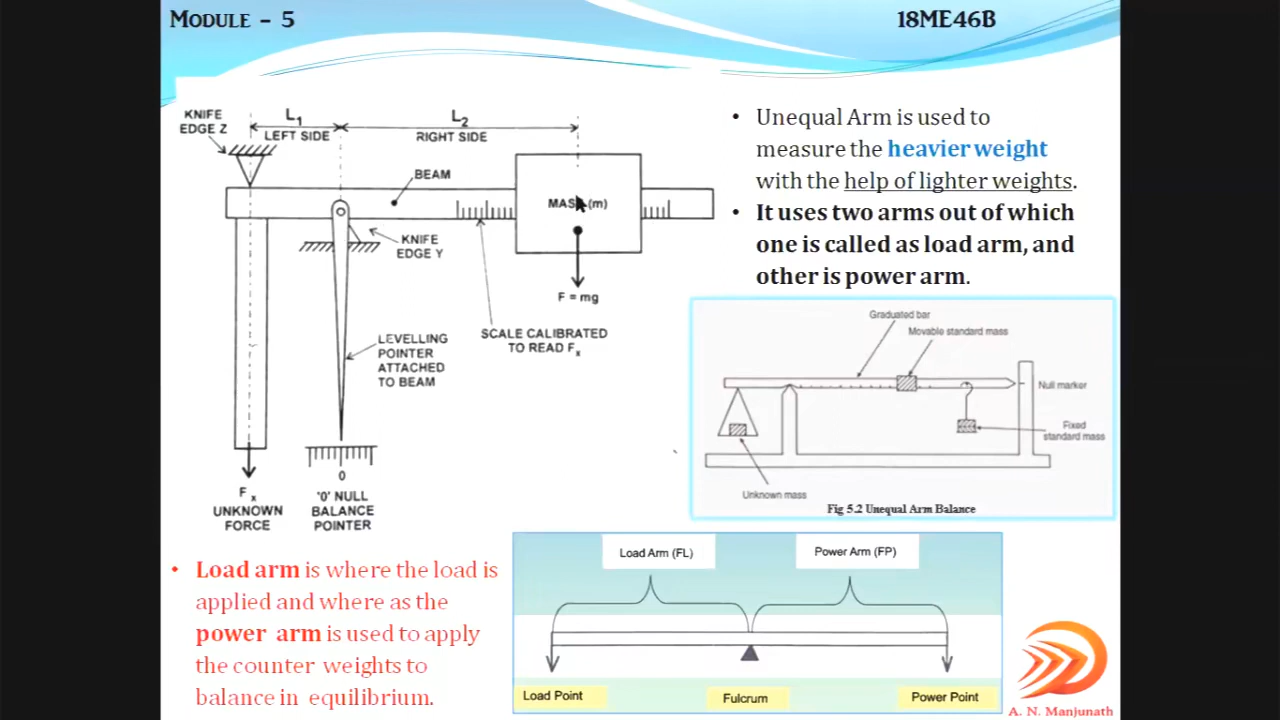 MODULE – 5
18ME46B
KNIFE
EDGE Z
L1
LEFT SIDE
L2
RIGHT SIDE
BEAM
MASS (m)
KNIFE
EDGE Y
F = mg
SCALE CALIBRATED
TO READ Fx
LEVELLING
POINTER
ATTACHED
TO BEAM
Fx
UNKNOWN
FORCE
0
'0' NULL
BALANCE
POINTER
• Unequal Arm is used to
measure the heavier weight
with the help of lighter weights.
• It uses two arms out of which
one is called as load arm, and
other is power arm.
Graduated bar
Movable standard mass
Null marker
Fixed
standard mass
Unknown mass
Fig 5.2 Unequal Arm Balance
• Load arm is where the load is
applied and where as the
power arm is used to apply
the counter weights to
balance in equilibrium.
Load Arm (FL)
Power Arm (FP)
Load Point
Fulcrum
Power Point
A. N. Manjunath